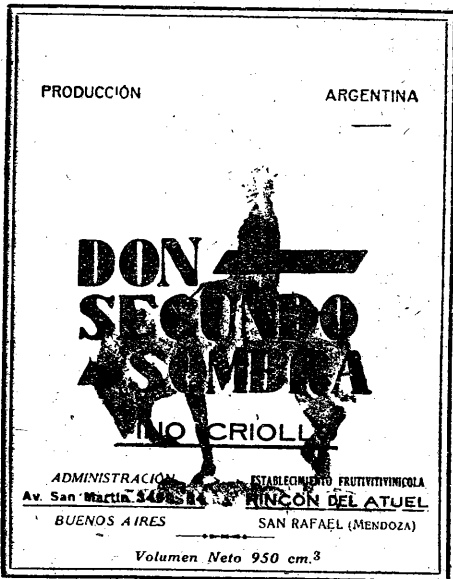 PRODUCCIÓN ARGENTINA
DON
SEGUNDO
SOMBRA
VINO CRIOLLO
ADMINISTRACIÓN
Av. San Martín
BUENOS AIRES
ESTABLECIMIENTO FRUTIVITIVINICOLA
RINCON DEL ATUEL
SAN RAFAEL (MENDOZA)
Volumen Neto 950 cm.³